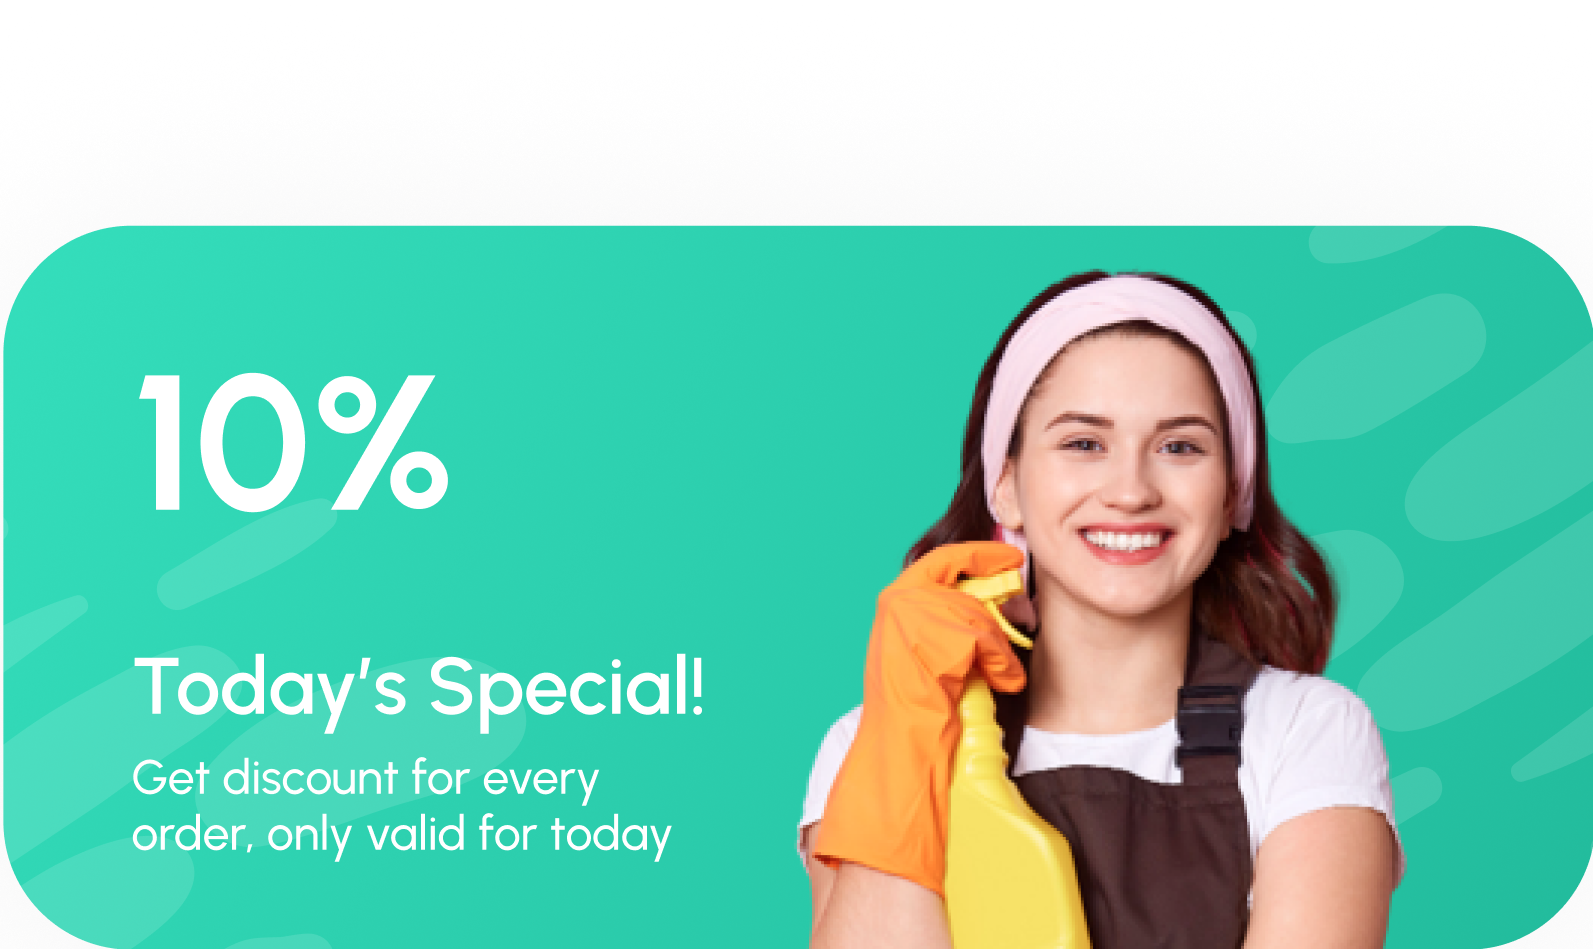 10%
Today’s Special!
Get discount for every
order, only valid for today